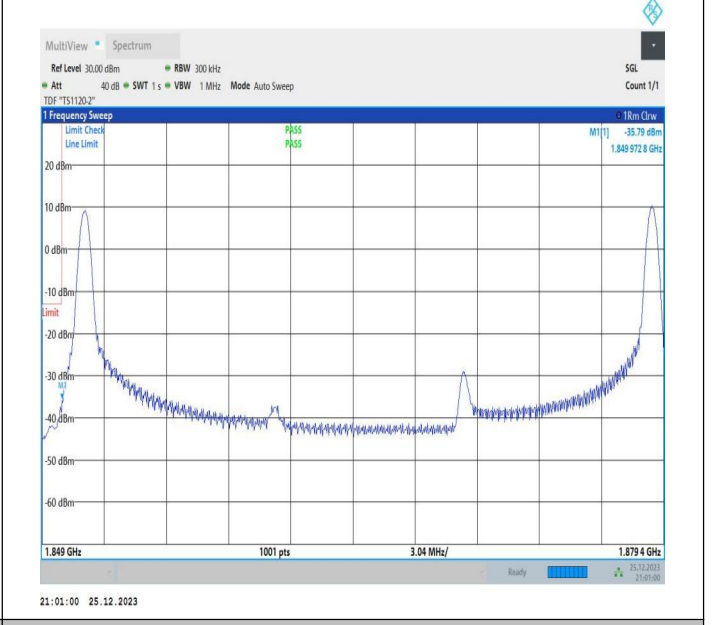 MultiView Spectrum
Ref Level 30.00 dBm RBW 300 kHz SGL
Att 40 dB SWT 1 s VBW 1 MHz Mode Auto Sweep Count 1/1
TDF "TS1120-2"
1 Frequency Sweep 1Rm Clrw
Limit Check PASS M1[1] -35.79 dBm
Line Limit PASS 1.849 972 8 GHz
20 dBm
10 dBm
0 dBm
-10 dBm
Limit
-20 dBm
-30 dBm
M1
-40 dBm
-50 dBm
-60 dBm
1.849 GHz 1001 pts 3.04 MHz/ 1.879 4 GHz
Ready 25.12.2023
21:01:00
21:01:00 25.12.2023